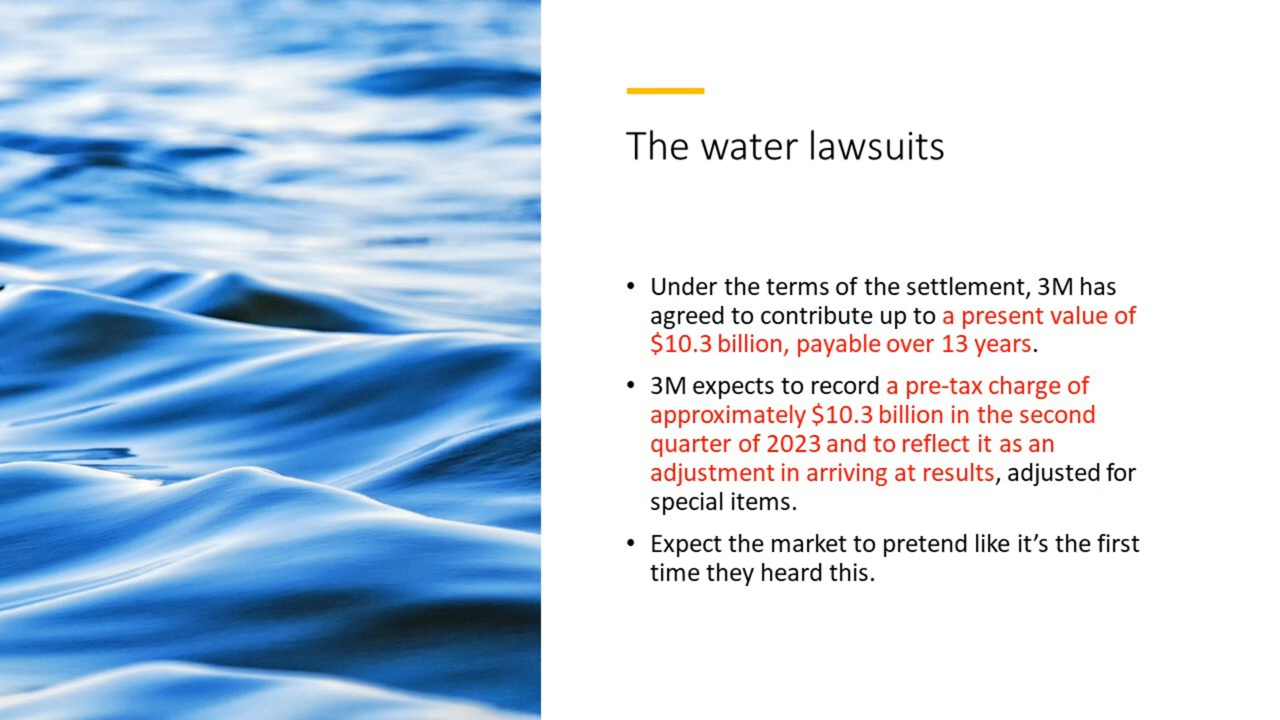 The water lawsuits
• Under the terms of the settlement, 3M has
agreed to contribute up to a present value of
$10.3 billion, payable over 13 years.
• 3M expects to record a pre-tax charge of
approximately $10.3 billion in the second
quarter of 2023 and to reflect it as an
adjustment in arriving at results, adjusted for
special items.
• Expect the market to pretend like it’s the first
time they heard this.